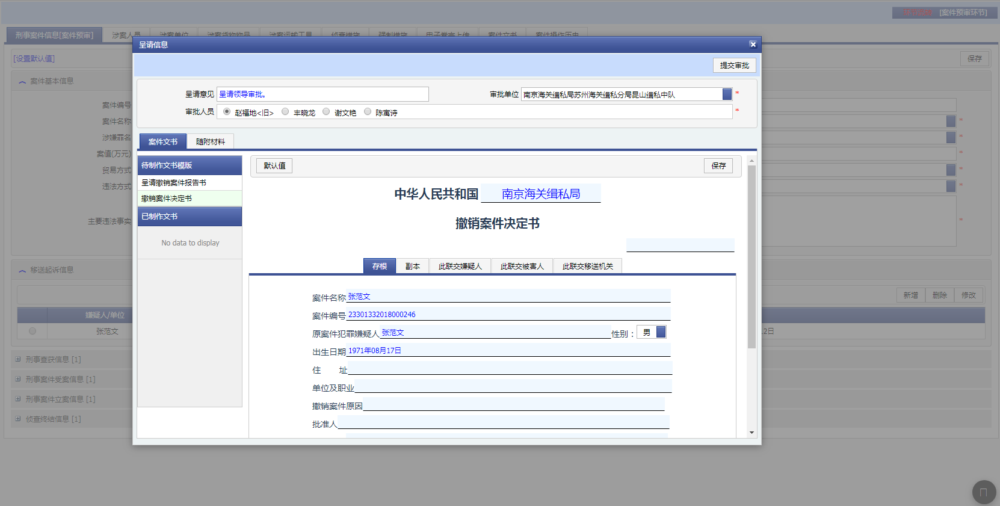 [案件预审环节]
刑事案件信息[案件预审] 涉案人员 涉案单位 涉案货物物品 涉案运输工具 侦查措施 强制措施 电子卷宗上传 案件文书 案件操作历史
呈请信息
[设置默认值] 保存
提交审批
案件基本信息
呈请意见 呈请领导审批。 审批单位 南京海关缉私局苏州海关缉私分局昆山缉私中队 *
审批人员 赵福地<旧> 丰晓龙 谢文艳 陈寓诗 *
案件编号
案件名称 *
涉嫌罪名 *
案值(万元) *
贸易方式 *
违法方式 *
主要违法事实 *
案件文书 随附材料
待制作文书模版
呈请撤销案件报告书
撤销案件决定书
已制作文书
No data to display
默认值 保存
中华人民共和国 南京海关缉私局
撤销案件决定书
存根 副本 此联交嫌疑人 此联交被害人 此联交移送机关
案件名称 张范文
案件编号 23301332018000246
原案件犯罪嫌疑人 张范文 性别： 男
出生日期 1971年08月17日
住 址
单位及职业
撤销案件原因
批准人
移送起诉信息
新增 删除 修改
嫌疑人/单位
张范文 2日
刑事查获信息 [1]
刑事案件受案信息 [1]
刑事案件立案信息 [1]
侦查终结信息 [1]